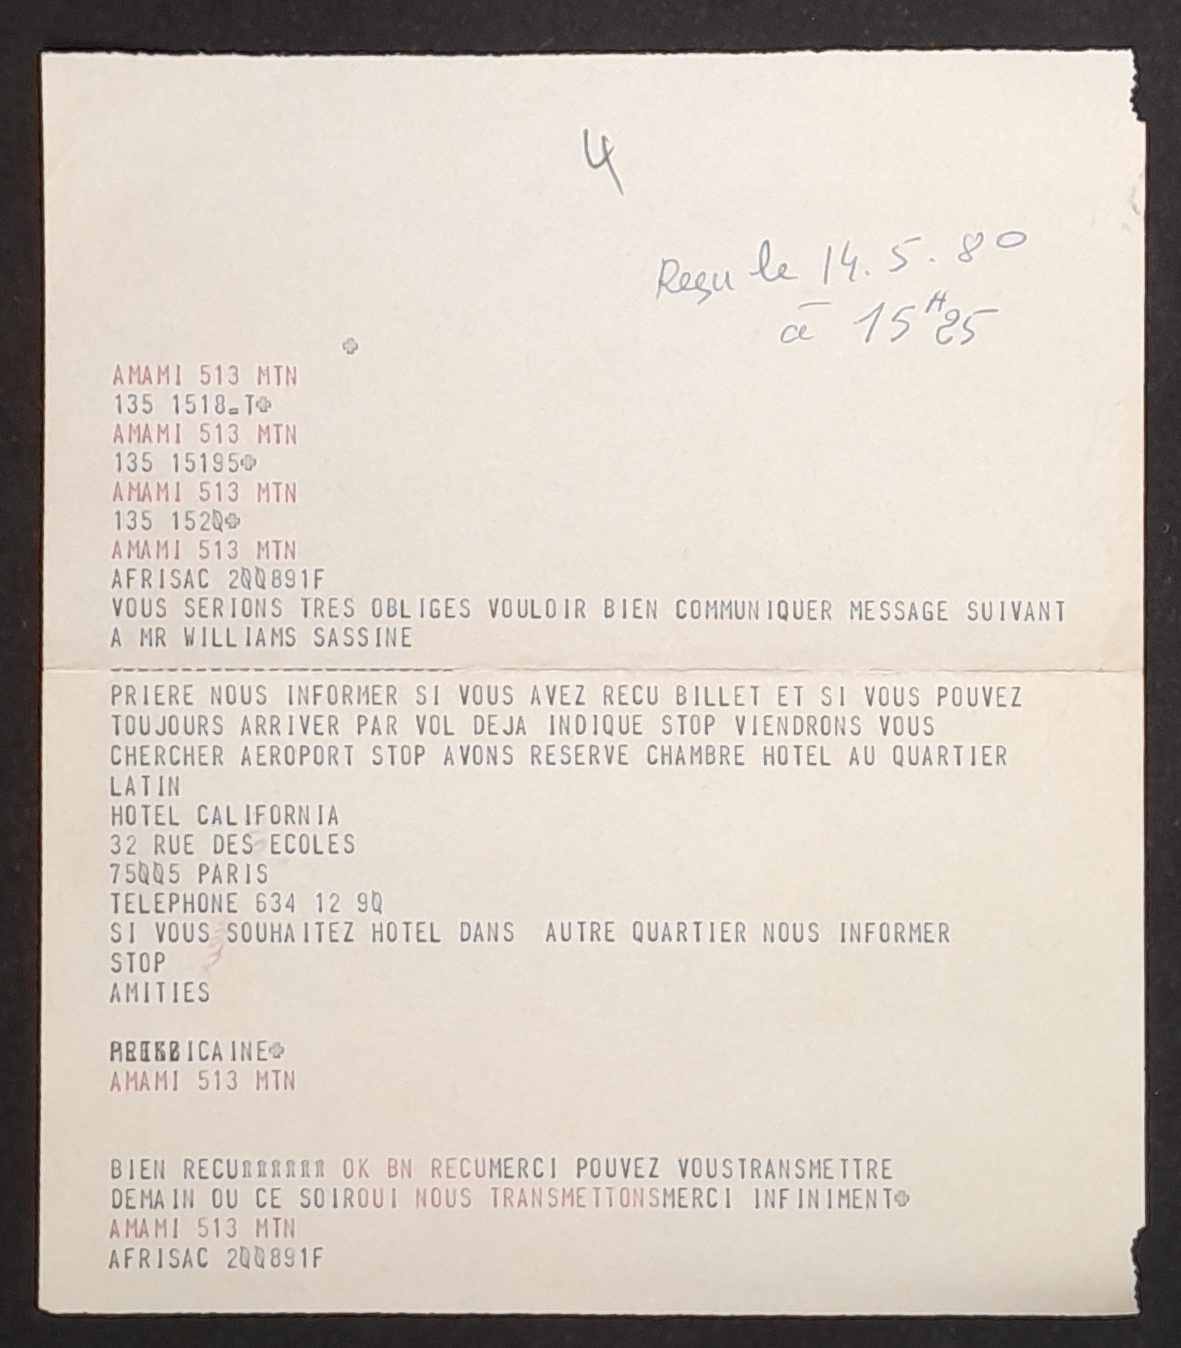 4
Reçu le 14.5.80
à 15H25
✠
AMAMI 513 MTN
135 1518=T✠
AMAMI 513 MTN
135 15195✠
AMAMI 513 MTN
135 1520✠
AMAMI 513 MTN
AFRISAC 200891F
VOUS SERIONS TRES OBLIGES VOULOIR BIEN COMMUNIQUER MESSAGE SUIVANT
A MR WILLIAMS SASSINE
------------------------
PRIERE NOUS INFORMER SI VOUS AVEZ RECU BILLET ET SI VOUS POUVEZ
TOUJOURS ARRIVER PAR VOL DEJA INDIQUE STOP VIENDRONS VOUS
CHERCHER AEROPORT STOP AVONS RESERVE CHAMBRE HOTEL AU QUARTIER
LATIN
HOTEL CALIFORNIA
32 RUE DES ECOLES
75005 PARIS
TELEPHONE 634 12 90
SI VOUS SOUHAITEZ HOTEL DANS  AUTRE QUARTIER NOUS INFORMER
STOP
AMITIES
AMAMI 513 MTN
BIEN RECU OK BN RECUMERCI POUVEZ VOUSTRANSMETTRE
DEMAIN OU CE SOIROUI NOUS TRANSMETTONSMERCI INFINIMENT✠
AMAMI 513 MTN
AFRISAC 200891F